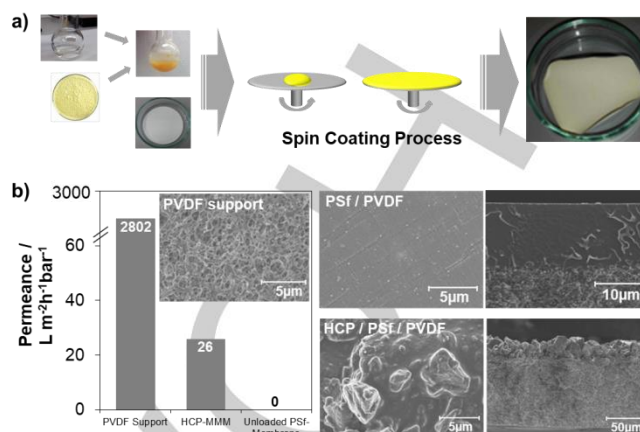 a)
Spin Coating Process
b)
3000
60
40
20
0
Permeance /
L m⁻²h⁻¹bar⁻¹
2802
26
0
PVDF Support
HCP-MMM
Unloaded PSf-
Membrane
PVDF support
5µm
PSf / PVDF
5µm
10µm
HCP / PSf / PVDF
5µm
50µm